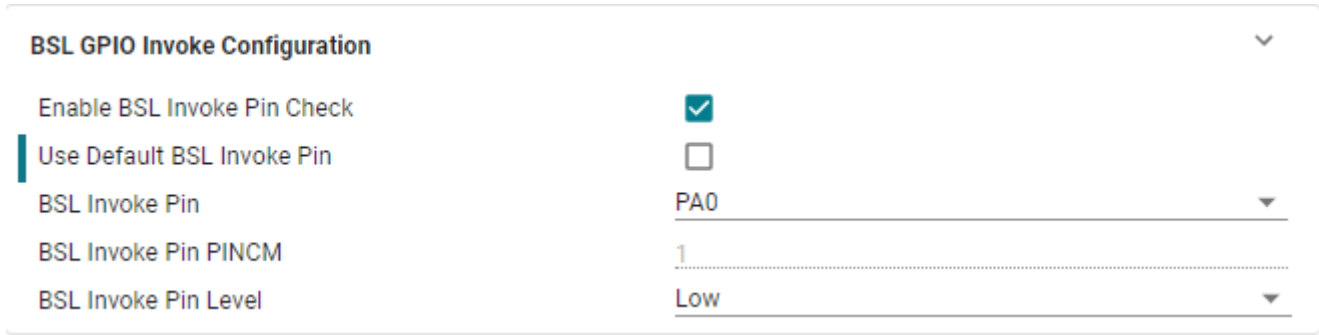 BSL GPIO Invoke Configuration
Enable BSL Invoke Pin Check
Use Default BSL Invoke Pin
BSL Invoke Pin PA0
BSL Invoke Pin PINCM 1
BSL Invoke Pin Level Low